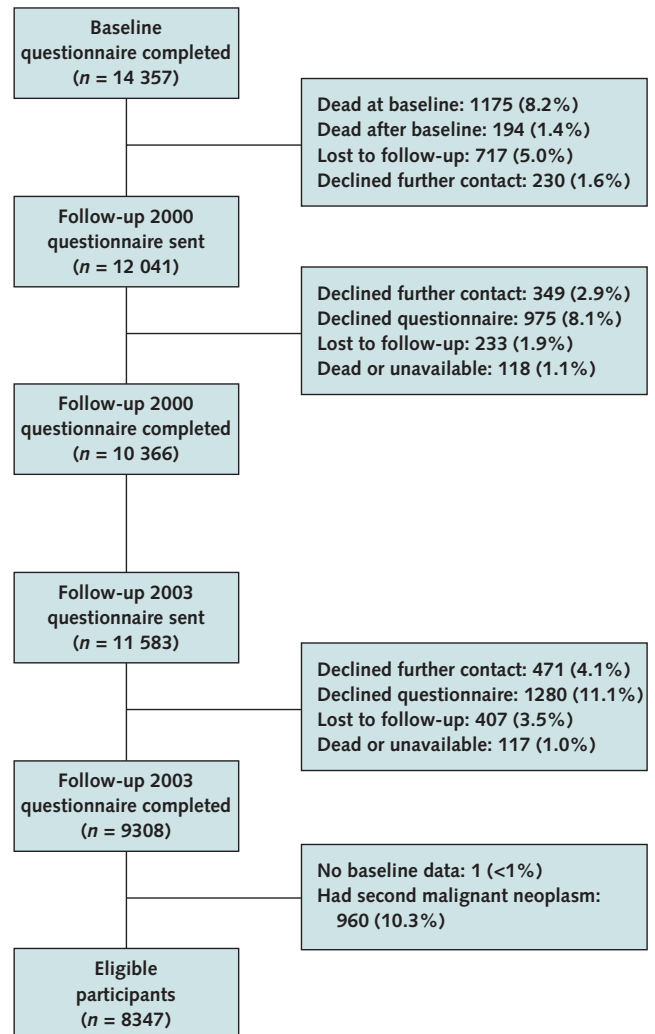 Baseline
questionnaire completed
(n = 14 357)
Dead at baseline: 1175 (8.2%)
Dead after baseline: 194 (1.4%)
Lost to follow-up: 717 (5.0%)
Declined further contact: 230 (1.6%)
Follow-up 2000
questionnaire sent
(n = 12 041)
Declined further contact: 349 (2.9%)
Declined questionnaire: 975 (8.1%)
Lost to follow-up: 233 (1.9%)
Dead or unavailable: 118 (1.1%)
Follow-up 2000
questionnaire completed
(n = 10 366)
Follow-up 2003
questionnaire sent
(n = 11 583)
Declined further contact: 471 (4.1%)
Declined questionnaire: 1280 (11.1%)
Lost to follow-up: 407 (3.5%)
Dead or unavailable: 117 (1.0%)
Follow-up 2003
questionnaire completed
(n = 9308)
No baseline data: 1 (<1%)
Had second malignant neoplasm:
960 (10.3%)
Eligible
participants
(n = 8347)